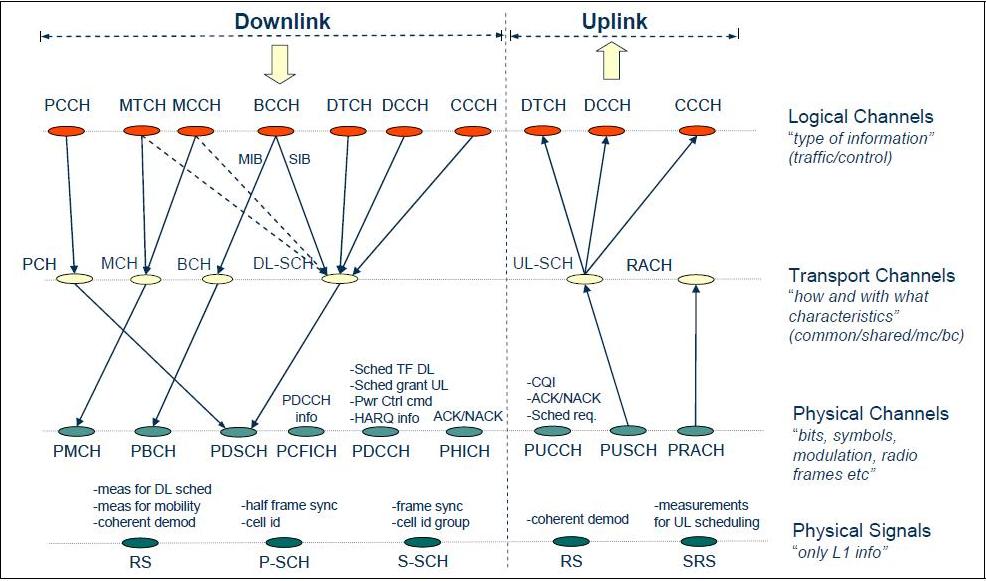 Downlink
Uplink
PCCH MTCH MCCH BCCH DTCH DCCH CCCH DTCH DCCH CCCH
Logical Channels
“type of information”
(traffic/control)
MIB SIB
PCH MCH BCH DL-SCH UL-SCH RACH
Transport Channels
“how and with what
characteristics”
(common/shared/mc/bc)
PDCCH
info
-Sched TF DL
-Sched grant UL
-Pwr Ctrl cmd
-HARQ info
ACK/NACK
-CQI
-ACK/NACK
-Sched req.
PMCH PBCH PDSCH PCFICH PDCCH PHICH PUCCH PUSCH PRACH
Physical Channels
“bits, symbols,
modulation, radio
frames etc”
-meas for DL sched
-meas for mobility
-coherent demod
-half frame sync
-cell id
-frame sync
-cell id group
-coherent demod
-measurements
for UL scheduling
RS P-SCH S-SCH RS SRS
Physical Signals
“only L1 info”